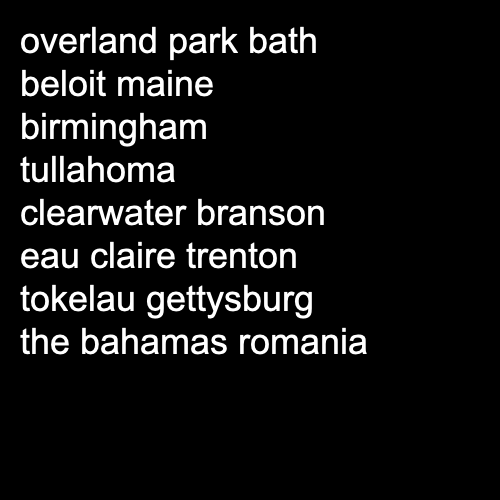 overland park bath
beloit maine
birmingham
tullahoma
clearwater branson
eau claire trenton
tokelau gettysburg
the bahamas romania